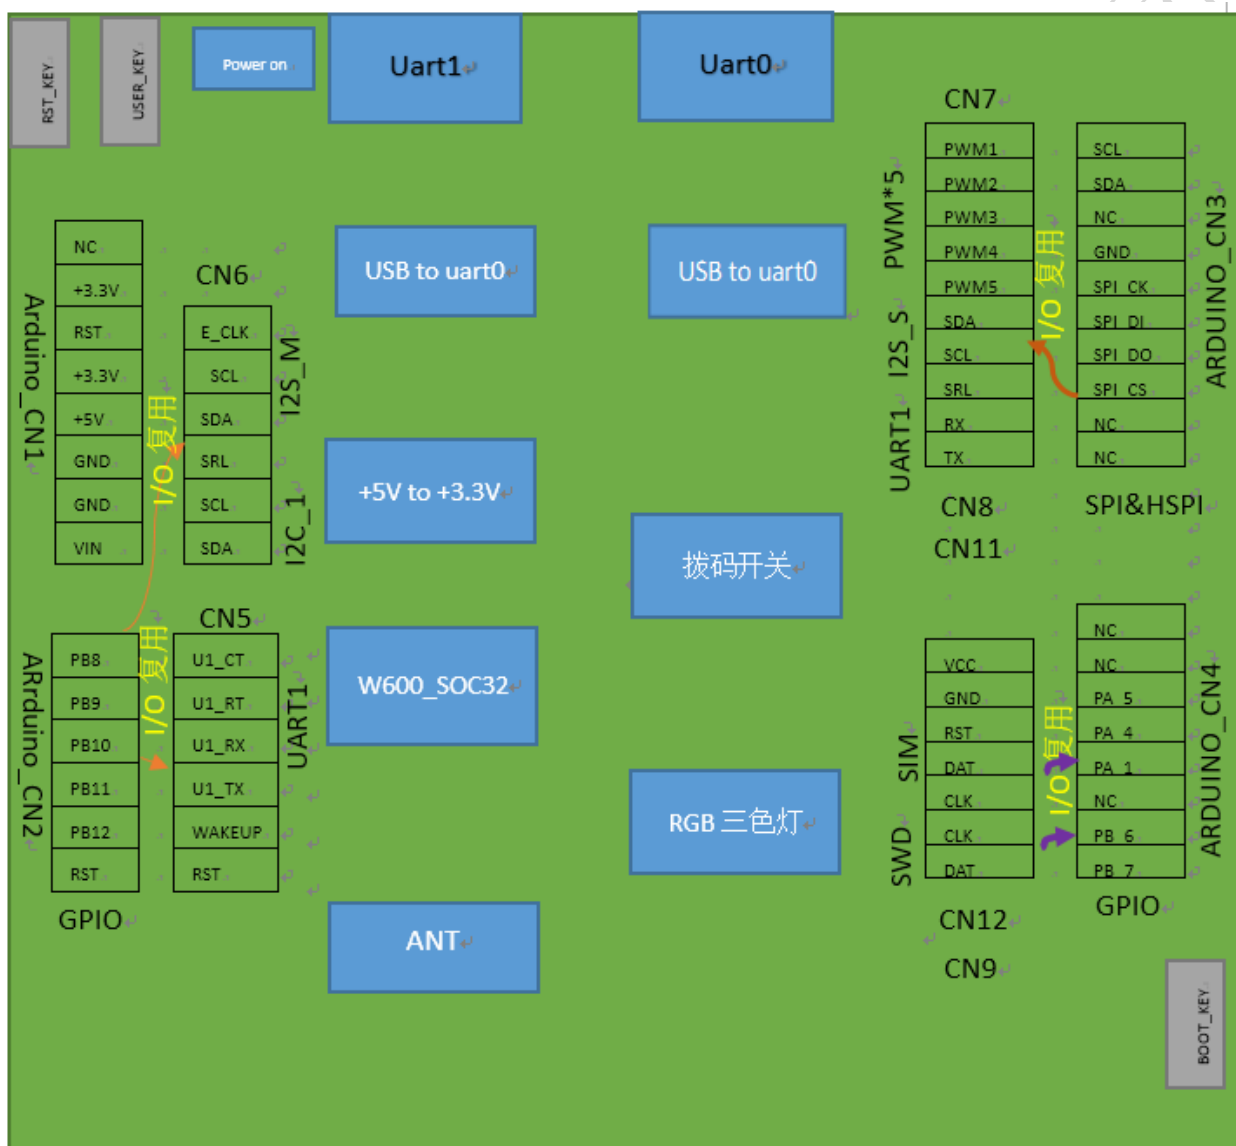 RST_KEY
USER_KEY
Power on
Uart1
Uart0
USB to uart0
USB to uart0
+5V to +3.3V
拨码开关
W600_SOC32
RGB 三色灯
ANT
BOOT_KEY
Arduino_CN1
NC
+3.3V
RST
+3.3V
+5V
GND
GND
VIN
I/O 复用
CN6
E_CLK
SCL
SDA
SRL
SCL
SDA
I2S_M
I2C_1
ARrduino_CN2
PB8
PB9
PB10
PB11
PB12
RST
GPIO
I/O 复用
CN5
U1_CT
U1_RT
U1_RX
U1_TX
WAKEUP
RST
UART1
CN7
PWM*5
I2S_S
UART1
PWM1
PWM2
PWM3
PWM4
PWM5
SDA
SCL
SRL
RX
TX
CN8
CN11
I/O 复用
SCL
SDA
NC
GND
SPI_CK
SPI_DI
SPI_DO
SPI_CS
NC
NC
ARDUINO_CN3
SPI&HSPI
SIM
SWD
VCC
GND
RST
DAT
CLK
CLK
DAT
CN12
CN9
I/O 复用
NC
NC
PA_5
PA_4
PA_1
NC
PB_6
PB_7
ARDUINO_CN4
GPIO